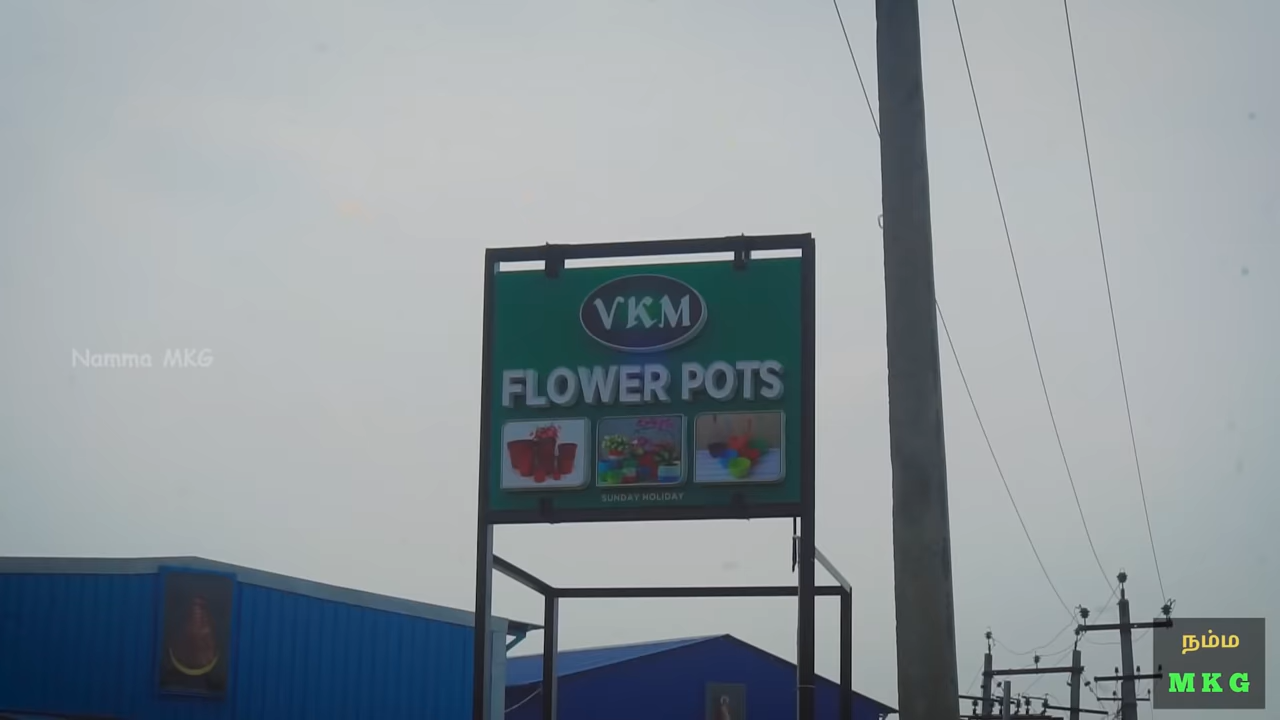 VKM
FLOWER POTS
SUNDAY HOLIDAY
Namma MKG
நம்ம
MKG